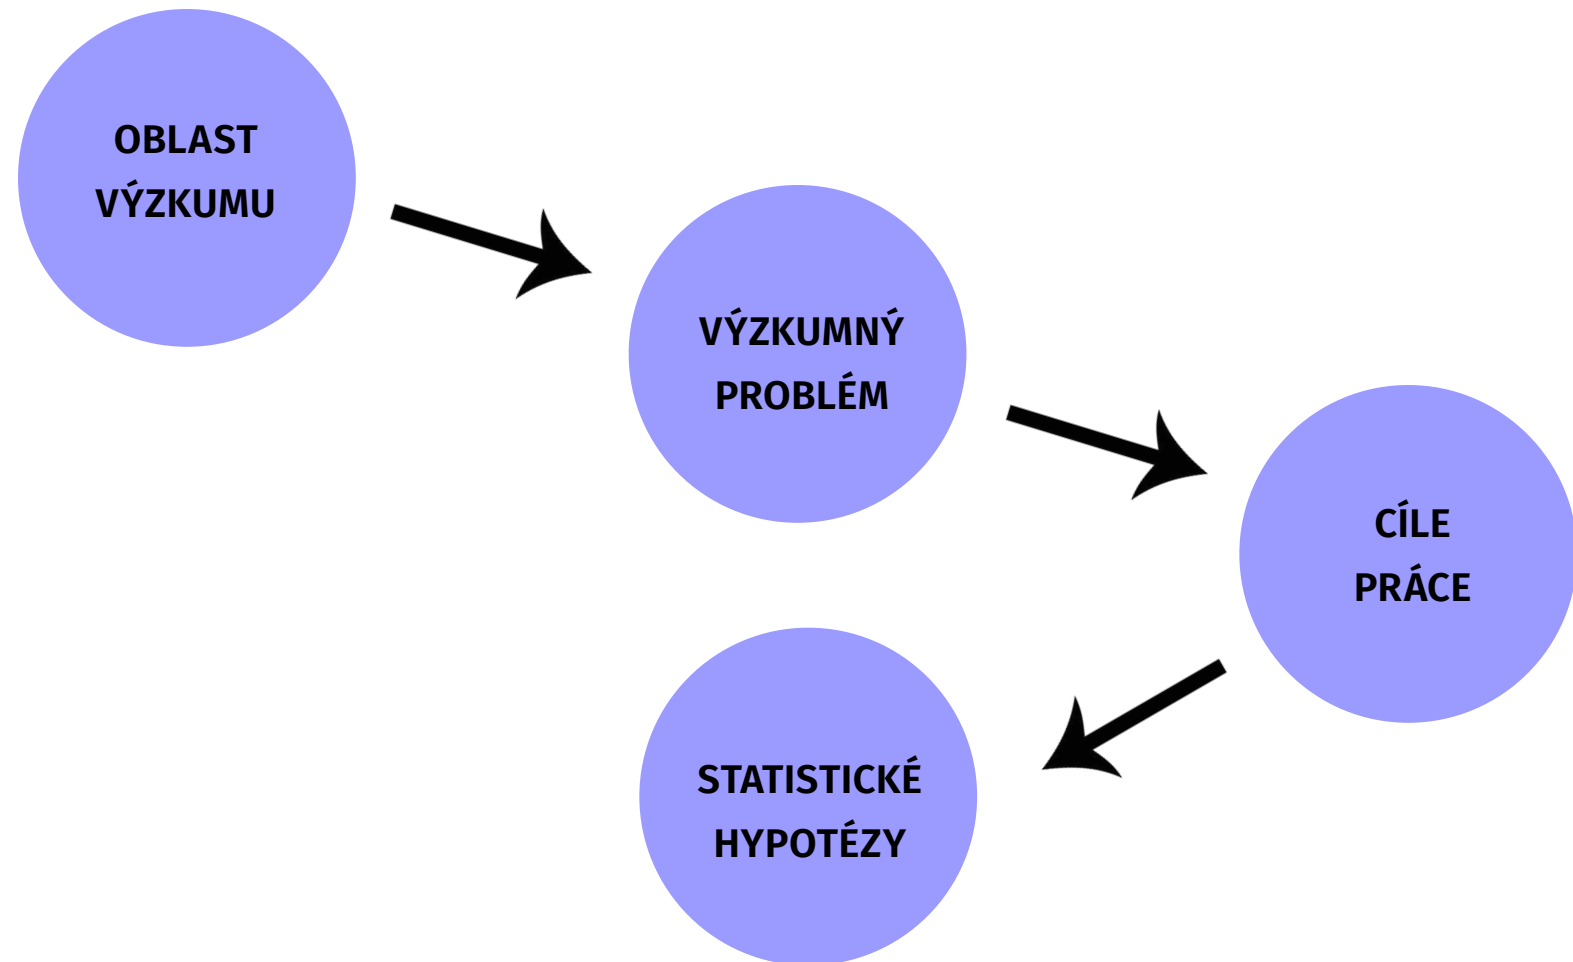 OBLAST
VÝZKUMU
VÝZKUMNÝ
PROBLÉM
CÍLE
PRÁCE
STATISTICKÉ
HYPOTÉZY